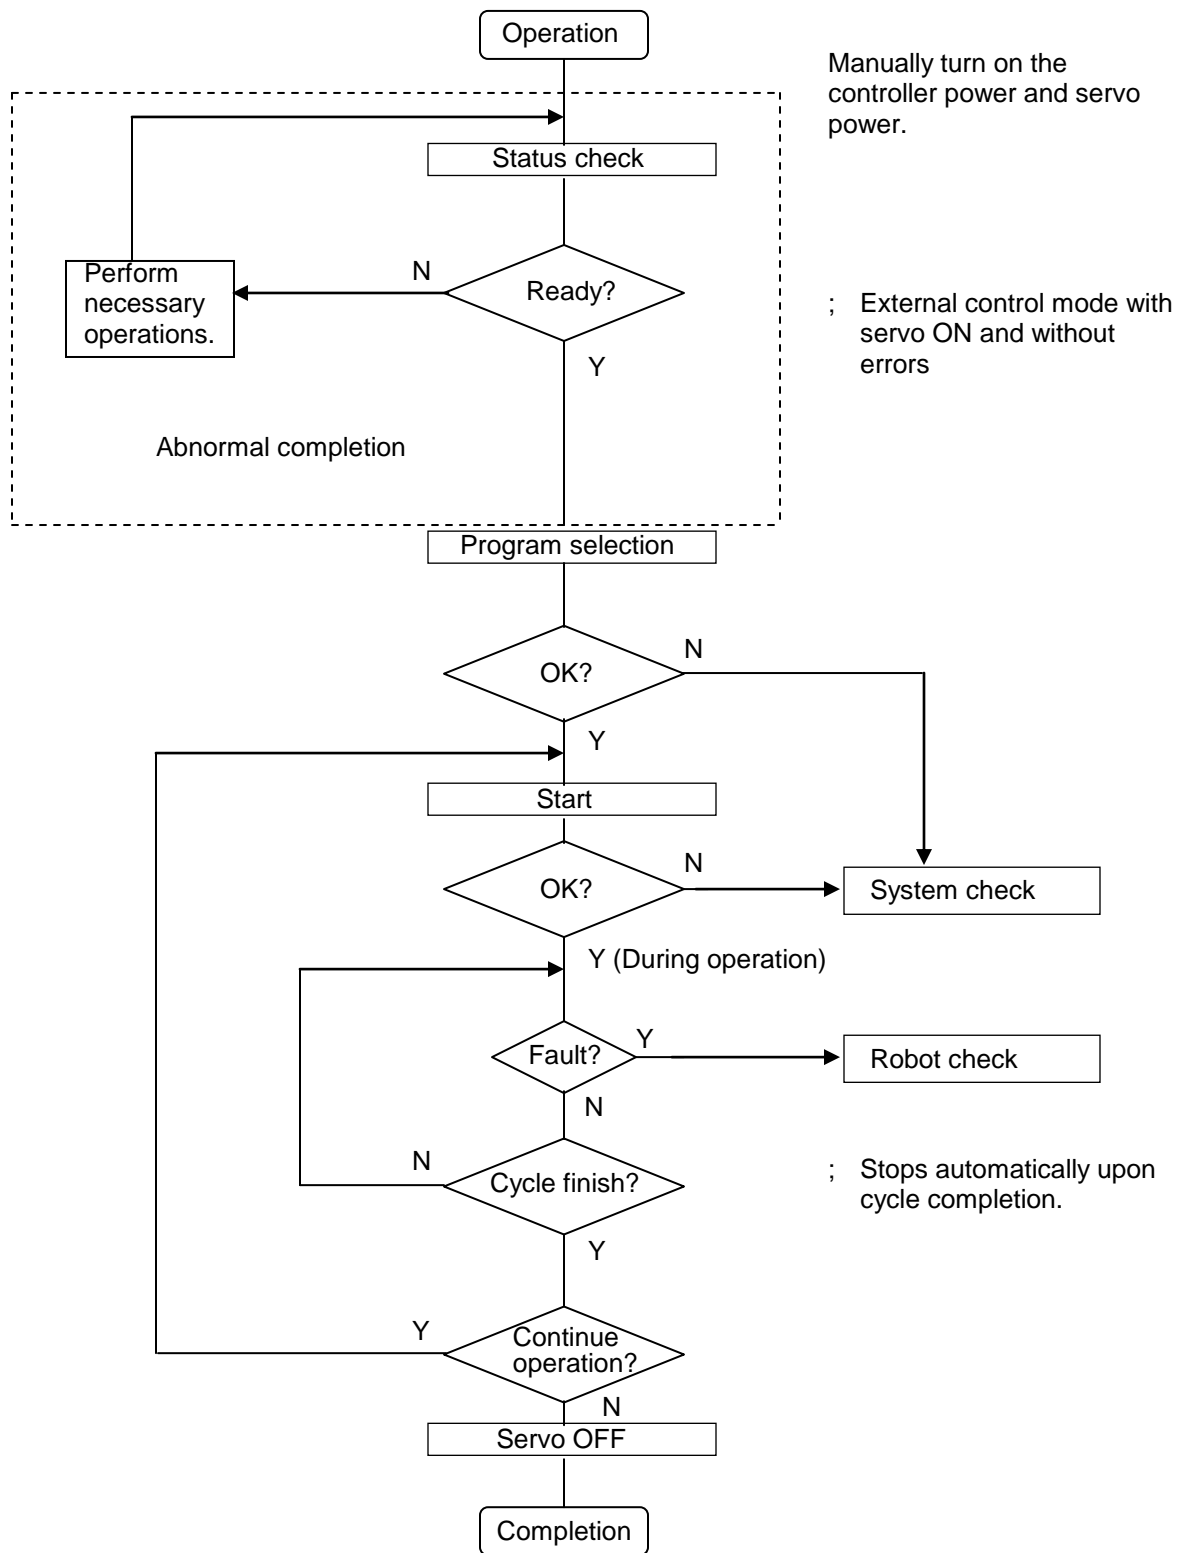 Operation
Manually turn on the
controller power and servo
power.
Status check
Ready?
N
Perform
necessary
operations.
; External control mode with
servo ON and without
errors
Y
Abnormal completion
Program selection
OK?
N
Y
Start
OK?
N
System check
Y (During operation)
Fault?
Y
Robot check
N
Cycle finish?
N
; Stops automatically upon
cycle completion.
Y
Continue
operation?
Y
N
Servo OFF
Completion